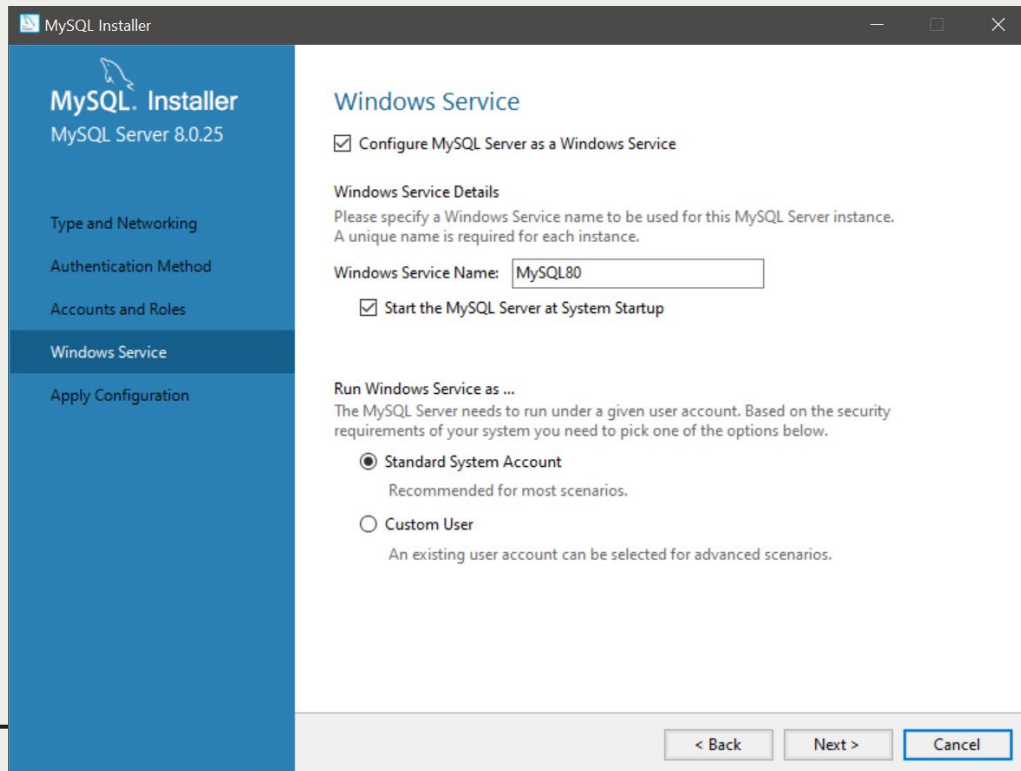 MySQL Installer
MySQL. Installer
MySQL Server 8.0.25
Type and Networking
Authentication Method
Accounts and Roles
Windows Service
Apply Configuration
Windows Service
Configure MySQL Server as a Windows Service
Windows Service Details
Please specify a Windows Service name to be used for this MySQL Server instance.
A unique name is required for each instance.
Windows Service Name: MySQL80
Start the MySQL Server at System Startup
Run Windows Service as ...
The MySQL Server needs to run under a given user account. Based on the security
requirements of your system you need to pick one of the options below.
Standard System Account
Recommended for most scenarios.
Custom User
An existing user account can be selected for advanced scenarios.
< Back Next > Cancel